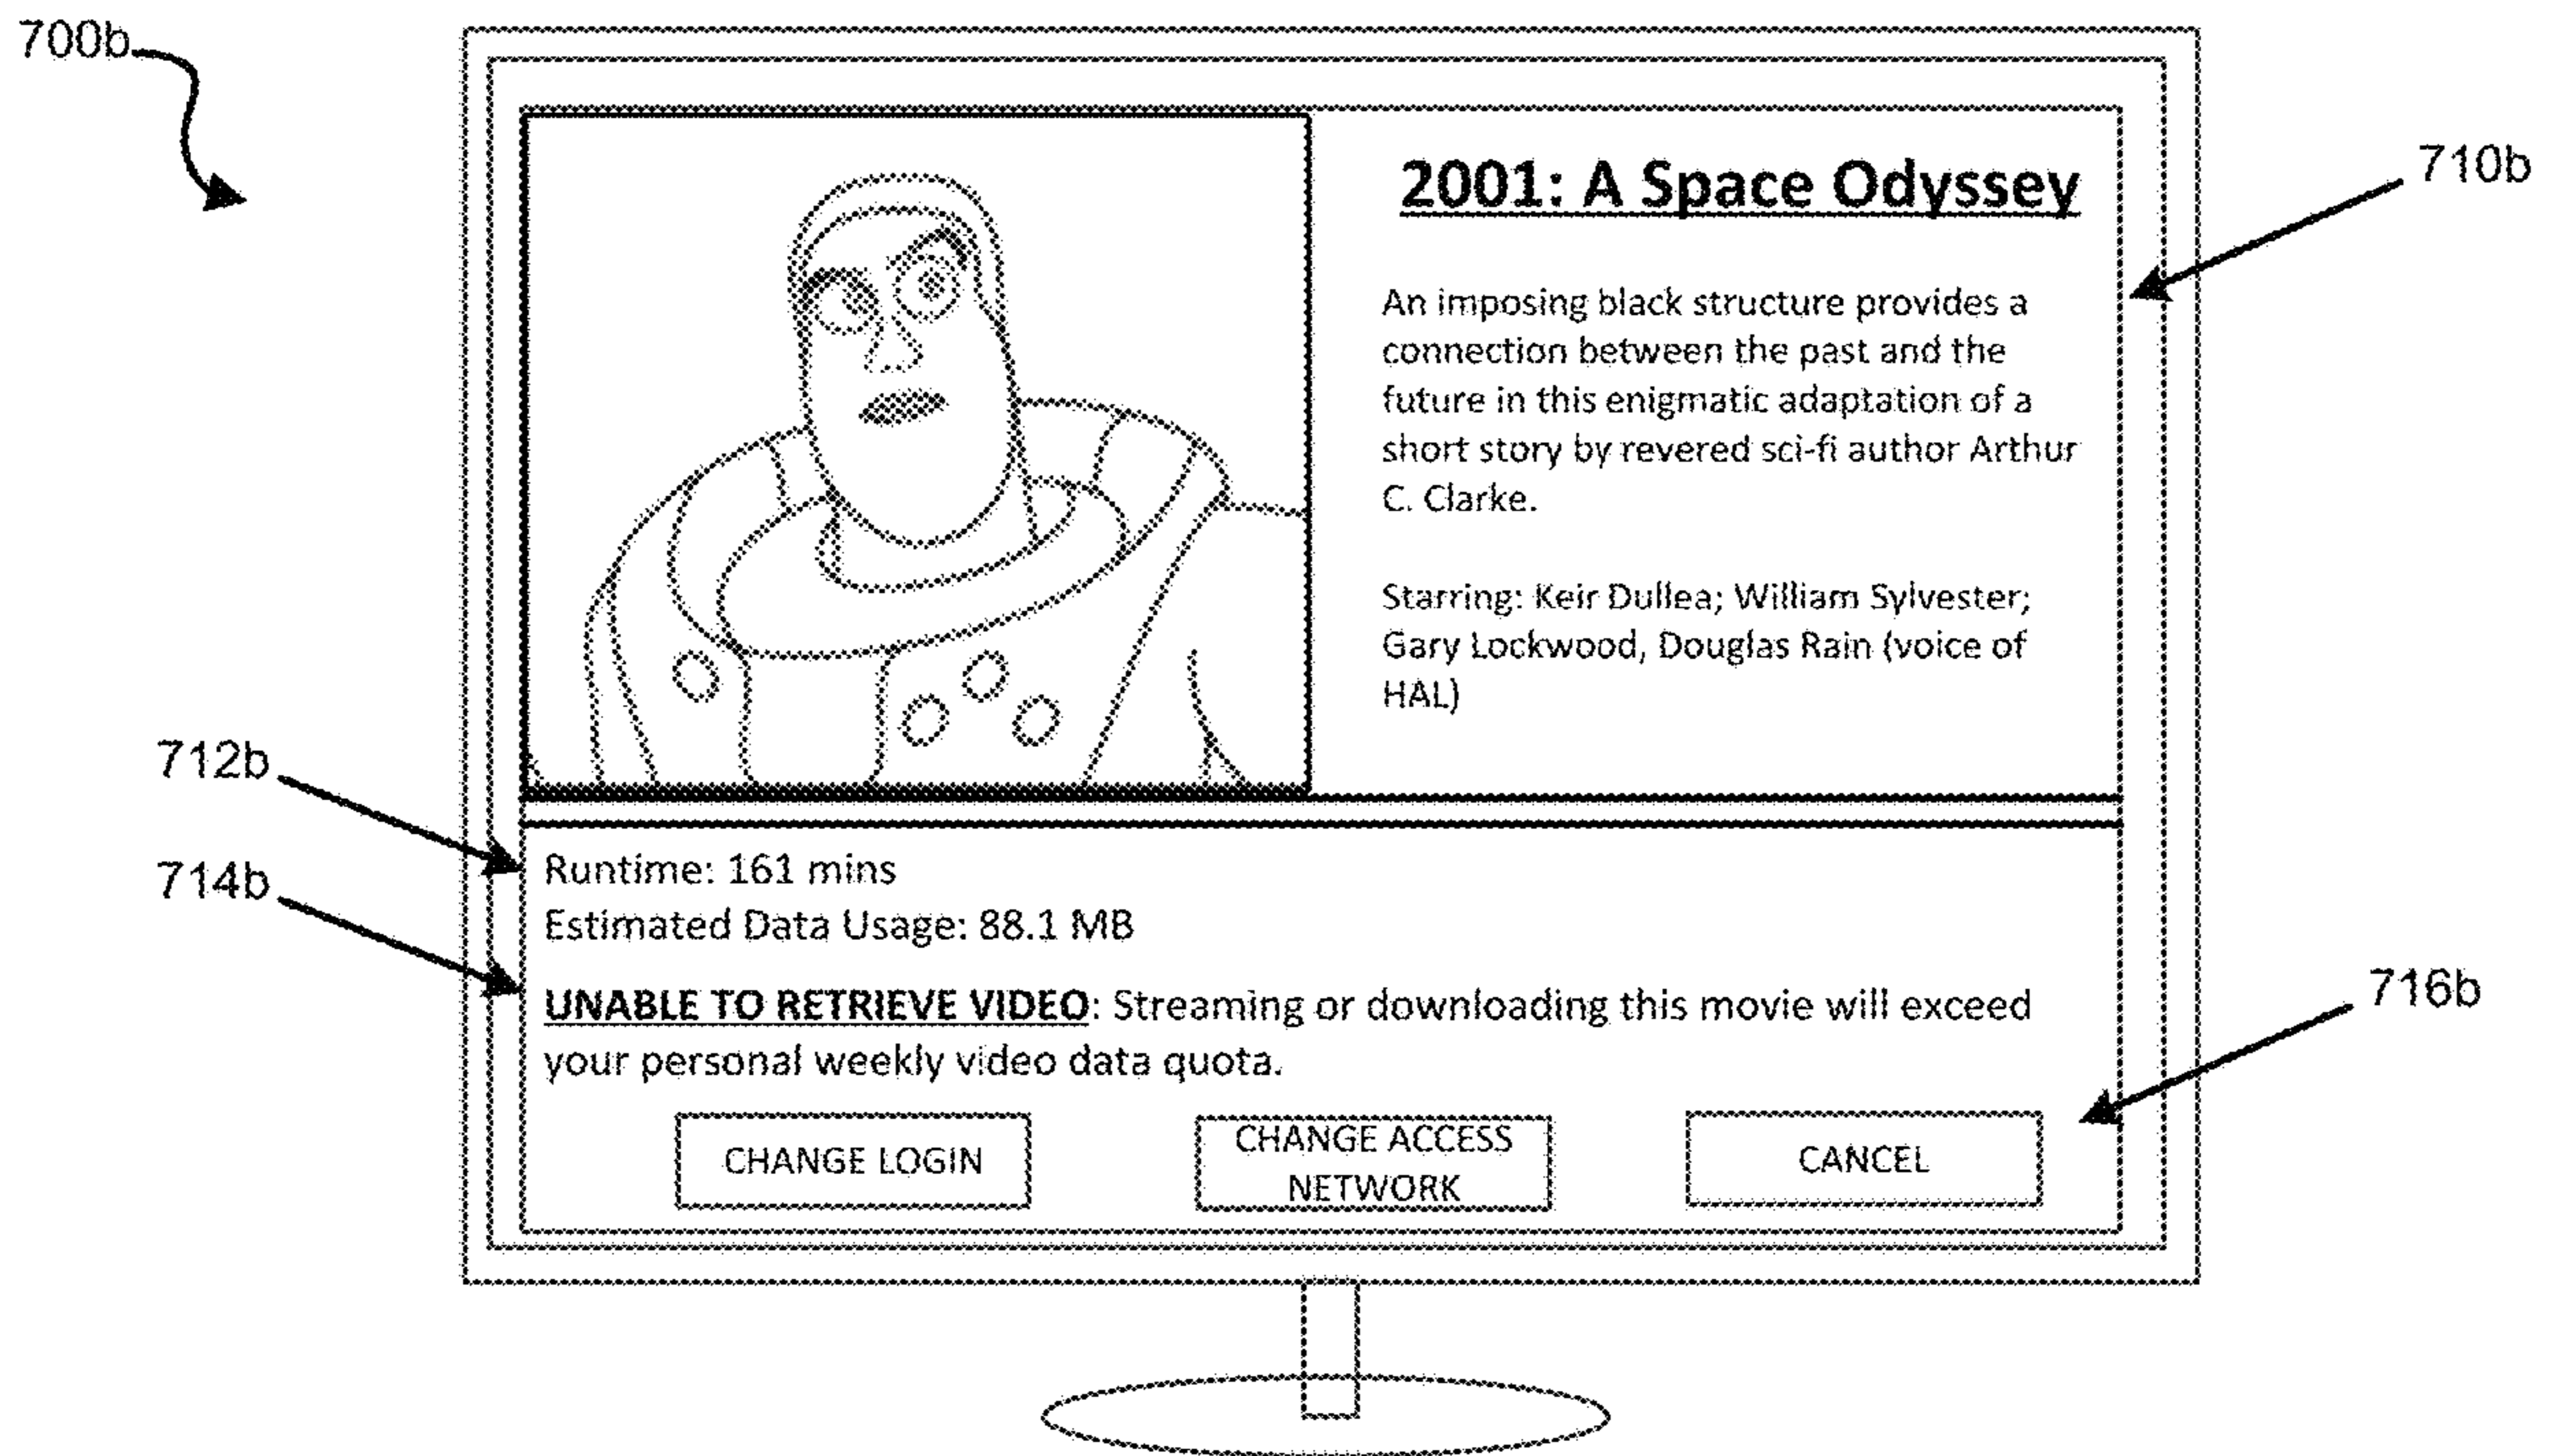 700b
2001: A Space Odyssey
710b
An imposing black structure provides a
connection between the past and the
future in this enigmatic adaptation of a
short story by revered sci-fi author Arthur
C. Clarke.
Starring: Keir Dullea; William Sylvester;
Gary Lockwood, Douglas Rain (voice of
HAL)
712b
Runtime: 161 mins
714b
Estimated Data Usage: 88.1 MB
UNABLE TO RETRIEVE VIDEO: Streaming or downloading this movie will exceed
your personal weekly video data quota.
716b
CHANGE LOGIN
CHANGE ACCESS
NETWORK
CANCEL